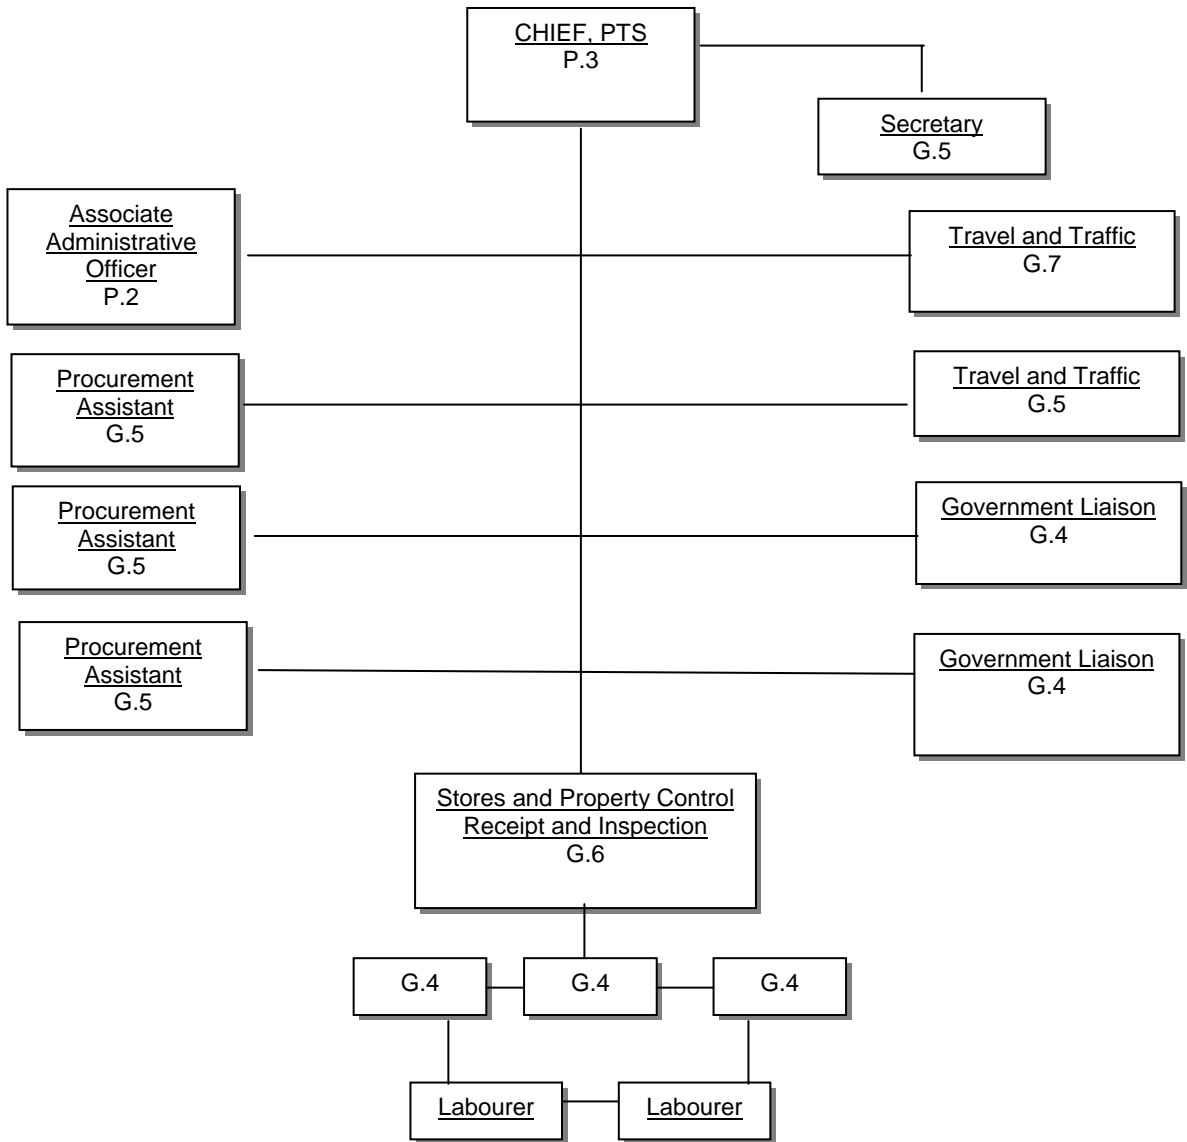 CHIEF, PTS
P.3
Secretary
G.5
Associate
Administrative
Officer
P.2
Travel and Traffic
G.7
Procurement
Assistant
G.5
Travel and Traffic
G.5
Procurement
Assistant
G.5
Government Liaison
G.4
Procurement
Assistant
G.5
Government Liaison
G.4
Stores and Property Control
Receipt and Inspection
G.6
G.4
G.4
G.4
Labourer
Labourer